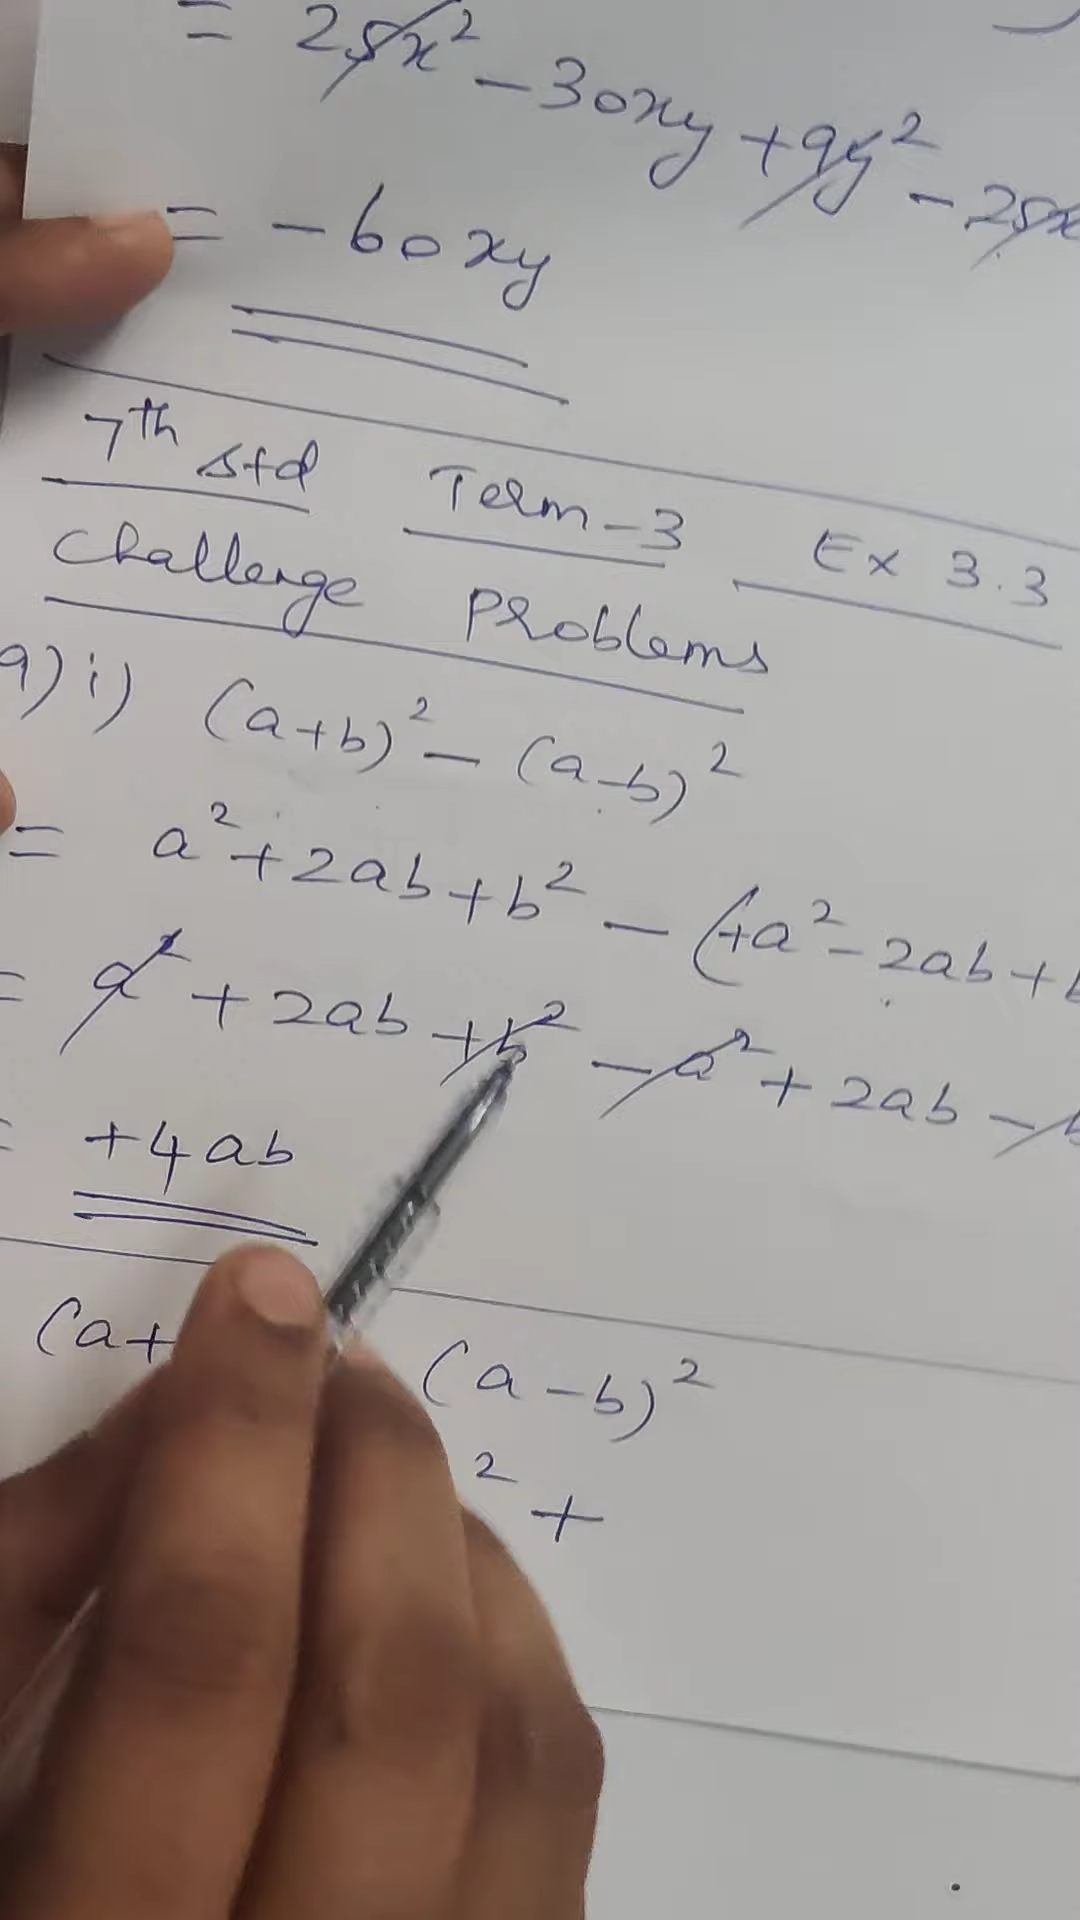 = 25x² - 30xy + 9y² - 25x
= - 60xy
7th std Term-3 Ex 3.3
Challenge Problems
9) i) (a+b)² - (a-b)²
= a² + 2ab + b² - (+a² - 2ab + b
= a² + 2ab + b² - a² + 2ab - b
= +4ab
(a+ (a-b)²
² +